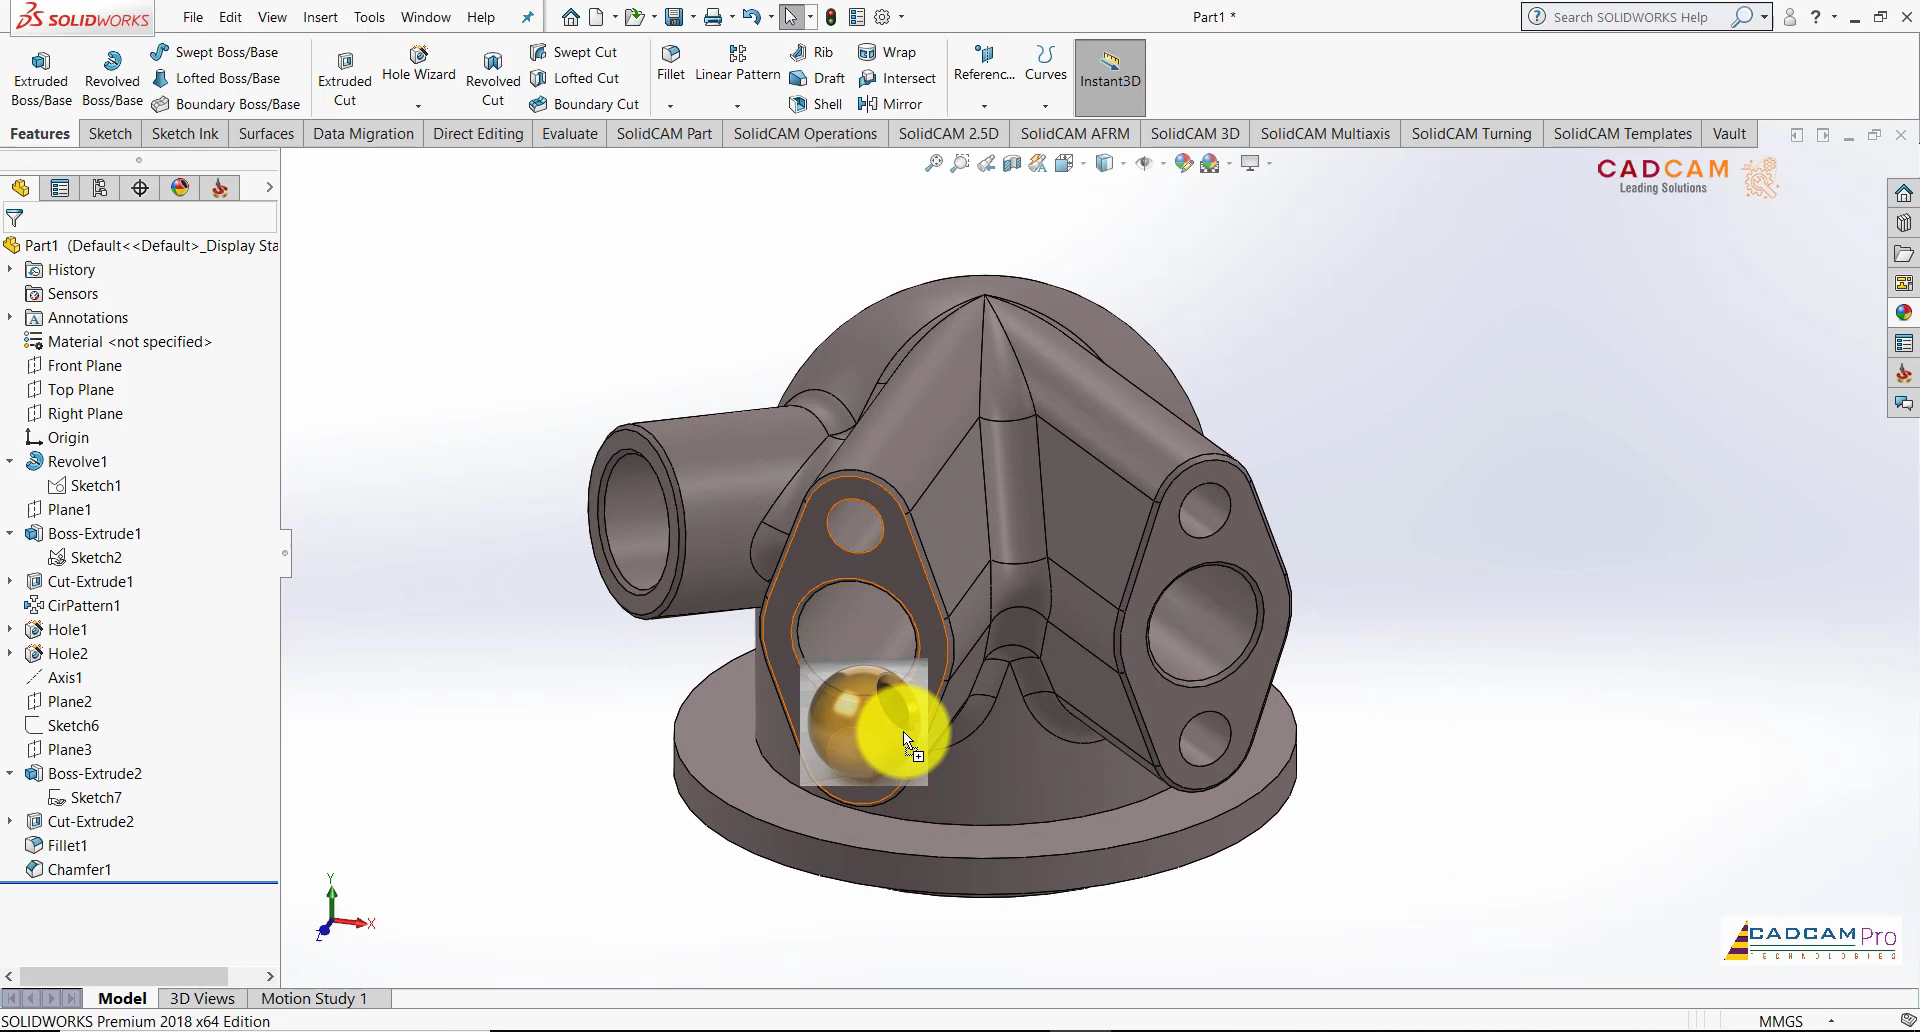 SOLIDWORKS File Edit View Insert Tools Window Help Part1 * Search SOLIDWORKS Help
Extruded Boss/Base
Revolved Boss/Base
Swept Boss/Base
Lofted Boss/Base
Boundary Boss/Base
Extruded Cut
Hole Wizard
Revolved Cut
Swept Cut
Lofted Cut
Boundary Cut
Fillet
Linear Pattern
Rib
Draft
Shell
Wrap
Intersect
Mirror
Referenc...
Curves
Instant3D
Features Sketch Sketch Ink Surfaces Data Migration Direct Editing Evaluate SolidCAM Part SolidCAM Operations SolidCAM 2.5D SolidCAM AFRM SolidCAM 3D SolidCAM Multiaxis SolidCAM Turning SolidCAM Templates Vault
CADCAM
Leading Solutions
Part1 (Default<<Default>_Display Sta
History
Sensors
Annotations
Material <not specified>
Front Plane
Top Plane
Right Plane
Origin
Revolve1
Sketch1
Plane1
Boss-Extrude1
Sketch2
Cut-Extrude1
CirPattern1
Hole1
Hole2
Axis1
Plane2
Sketch6
Plane3
Boss-Extrude2
Sketch7
Cut-Extrude2
Fillet1
Chamfer1
Y
X
Z
CADCAM Pro
TECHNOLOGIES
Model 3D Views Motion Study 1
SOLIDWORKS Premium 2018 x64 Edition MMGS